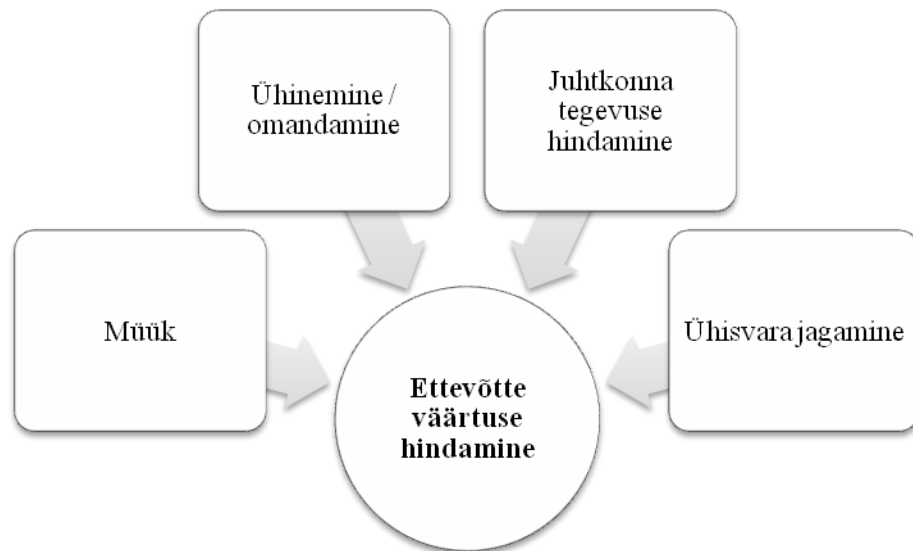 Ühinemine /
omandamine
Juhtkonna
tegevuse
hindamine
Müük
Ühisvara jagamine
Ettevõtte
väärtuse
hindamine